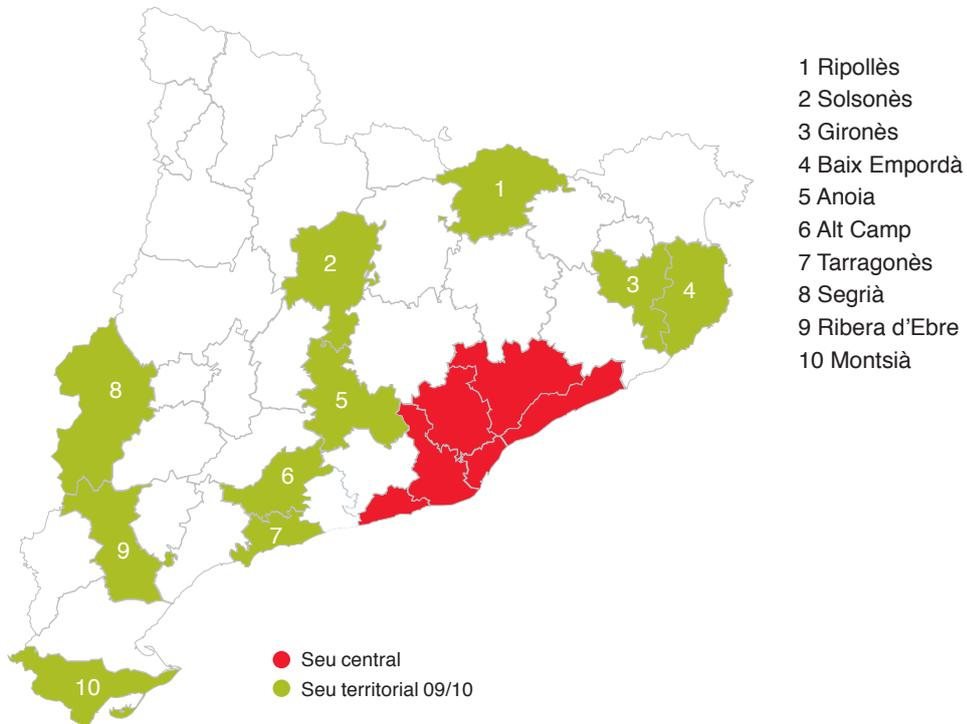 1 Ripollès
2 Solsonès
3 Gironès
4 Baix Empordà
5 Anoia
6 Alt Camp
7 Tarragonès
8 Segrià
9 Ribera d’Ebre
10 Montsià
1
2
3
4
8
5
6
7
9
10
Seu central
Seu territorial 09/10